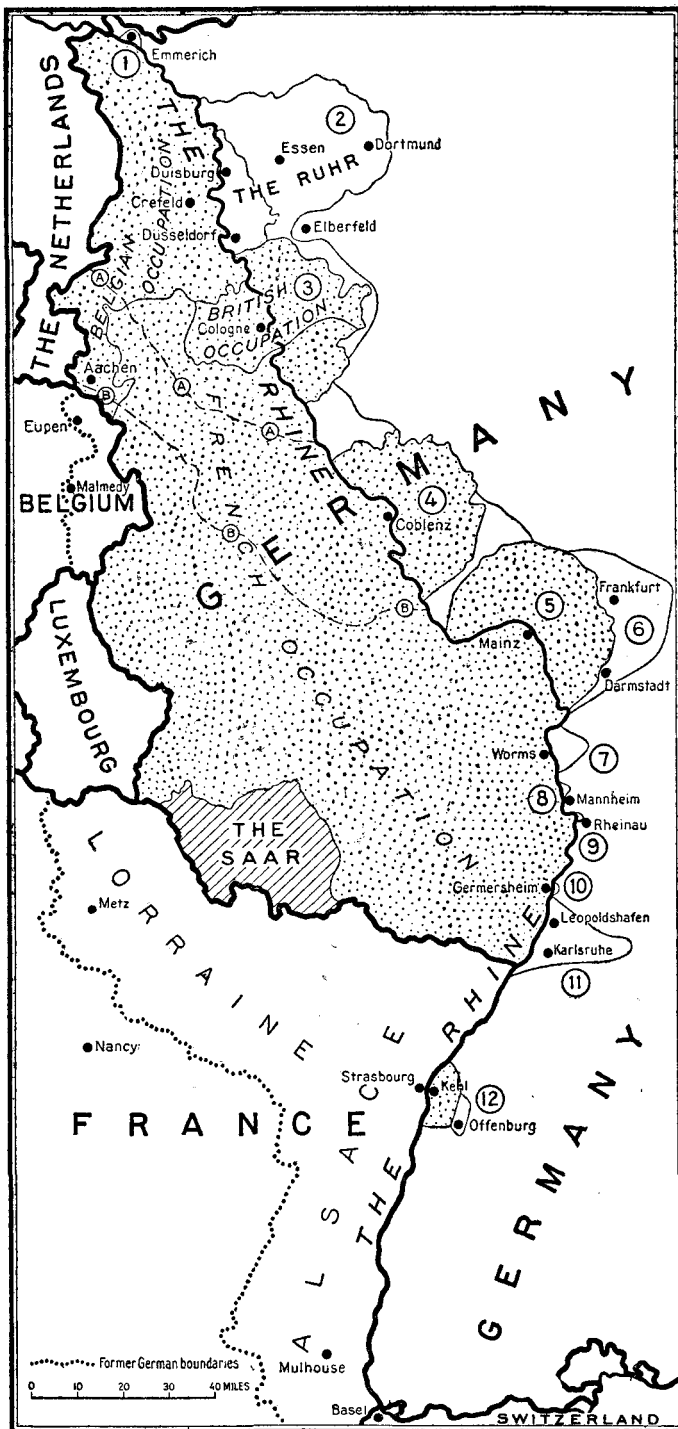 Emmerich
1
THE NETHERLANDS
THE RHINE
2
Essen
Dortmund
Duisburg
THE RUHR
Crefeld
Düsseldorf
Elberfeld
BELGIAN OCCUPATION
A
BRITISH OCCUPATION
3
Cologne
Aachen
B
A
A
Eupen
Malmedy
BELGIUM
FRENCH OCCUPATION
GERMANY
4
Coblenz
B
B
LUXEMBOURG
5
Frankfurt
Mainz
6
Darmstadt
Worms
7
8
Mannheim
Rheinau
9
THE SAAR
Germersheim
10
Leopoldshafen
Karlsruhe
11
LORRAINE
Metz
Nancy
THE RHINE
Strasbourg
Kehl
12
Offenburg
FRANCE
ALSACE
GERMANY
Former German boundaries
0 20 40 MILES
Mulhouse
Basel
SWITZERLAND